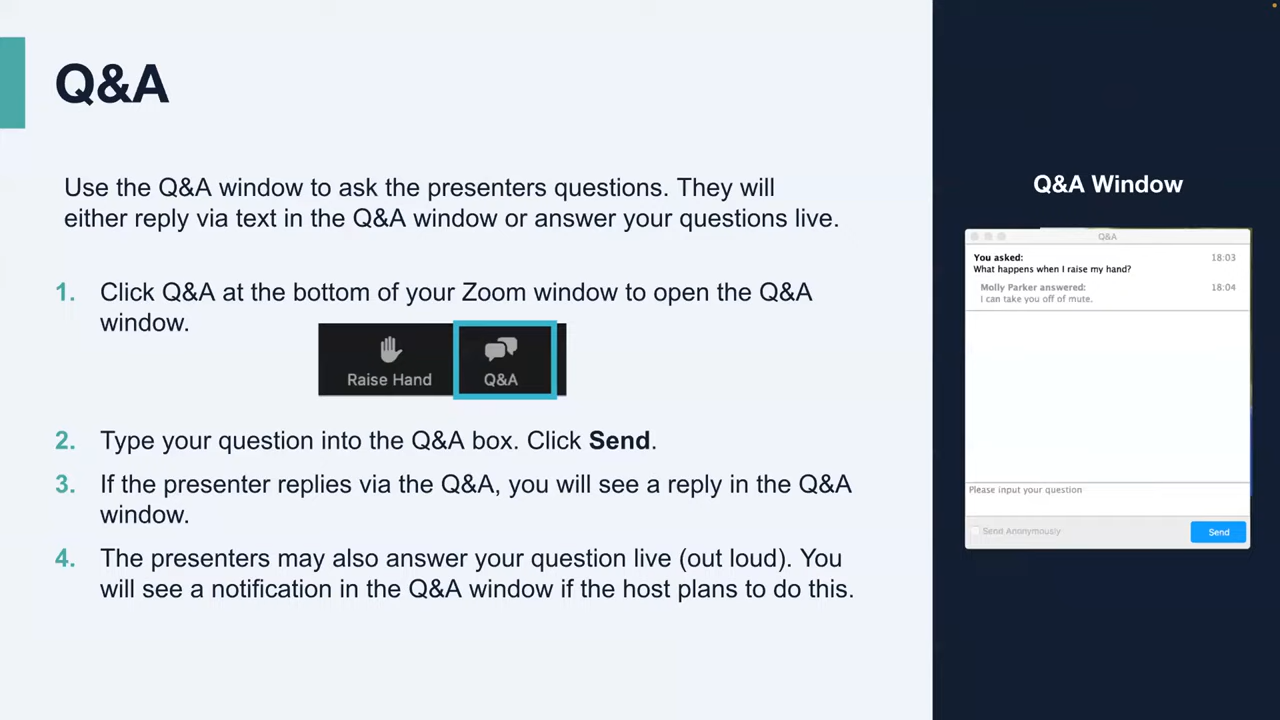 Q&A
Use the Q&A window to ask the presenters questions. They will
either reply via text in the Q&A window or answer your questions live.
1. Click Q&A at the bottom of your Zoom window to open the Q&A
window.
Raise Hand
Q&A
2. Type your question into the Q&A box. Click Send.
3. If the presenter replies via the Q&A, you will see a reply in the Q&A
window.
4. The presenters may also answer your question live (out loud). You
will see a notification in the Q&A window if the host plans to do this.
Q&A Window
Q&A
You asked: 18:03
What happens when I raise my hand?
Molly Parker answered: 18:04
I can take you off of mute.
Please input your question
Send Anonymously
Send